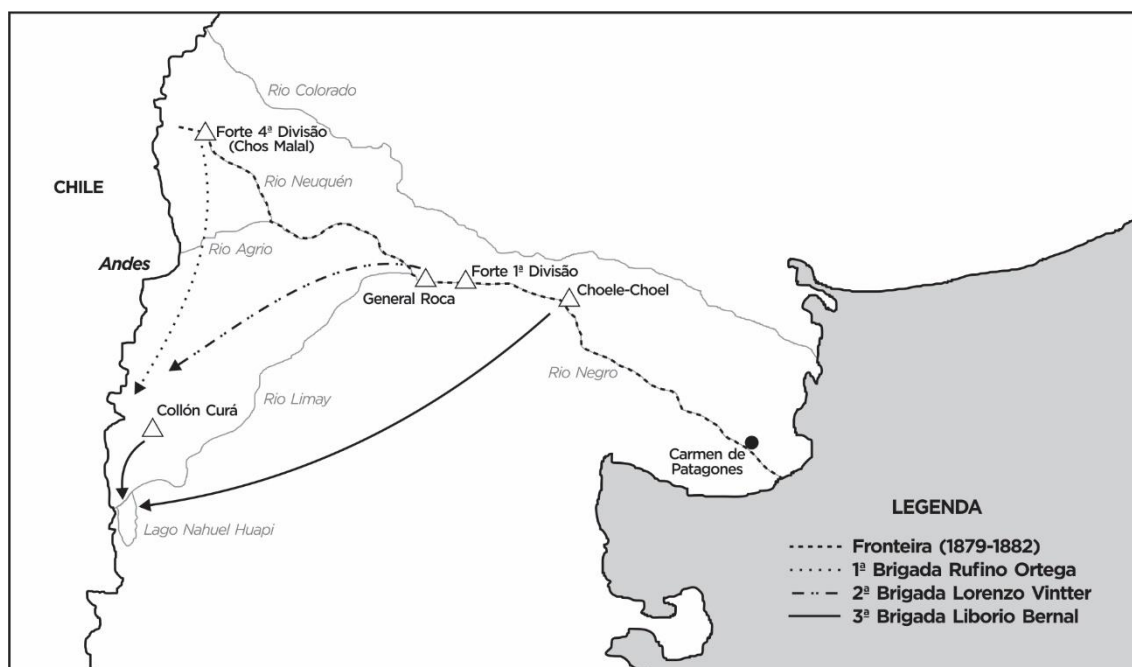 Rio Colorado
Forte 4ª Divisão
(Chos Malal)
CHILE
Rio Neuquén
Rio Agrio
Andes
Forte 1ª Divisão
General Roca
Choele-Choel
Rio Negro
Rio Limay
Collón Curá
Carmen de
Patagones
Lago Nahuel Huapi
LEGENDA
Fronteira (1879-1882)
1ª Brigada Rufino Ortega
2ª Brigada Lorenzo Vintter
3ª Brigada Liborio Bernal